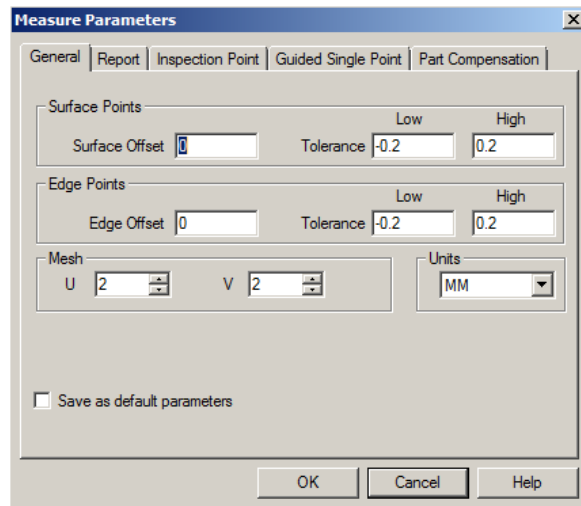 Measure Parameters
General Report Inspection Point Guided Single Point Part Compensation
Surface Points
Low High
Surface Offset 0 Tolerance -0.2 0.2
Edge Points
Low High
Edge Offset 0 Tolerance -0.2 0.2
Mesh Units
U 2 V 2 MM
Save as default parameters
OK Cancel Help